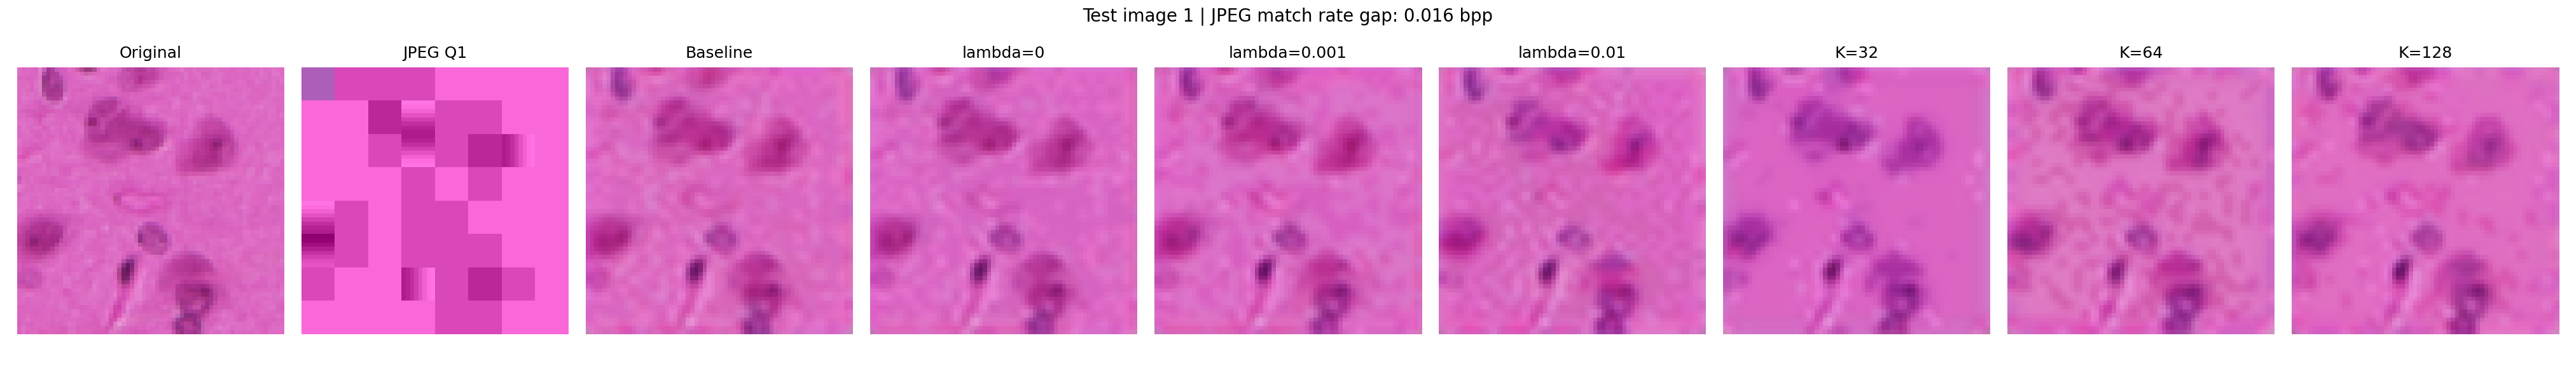 Test image 1 | JPEG match rate gap: 0.016 bpp
Original JPEG Q1 Baseline lambda=0 lambda=0.001 lambda=0.01 K=32 K=64 K=128